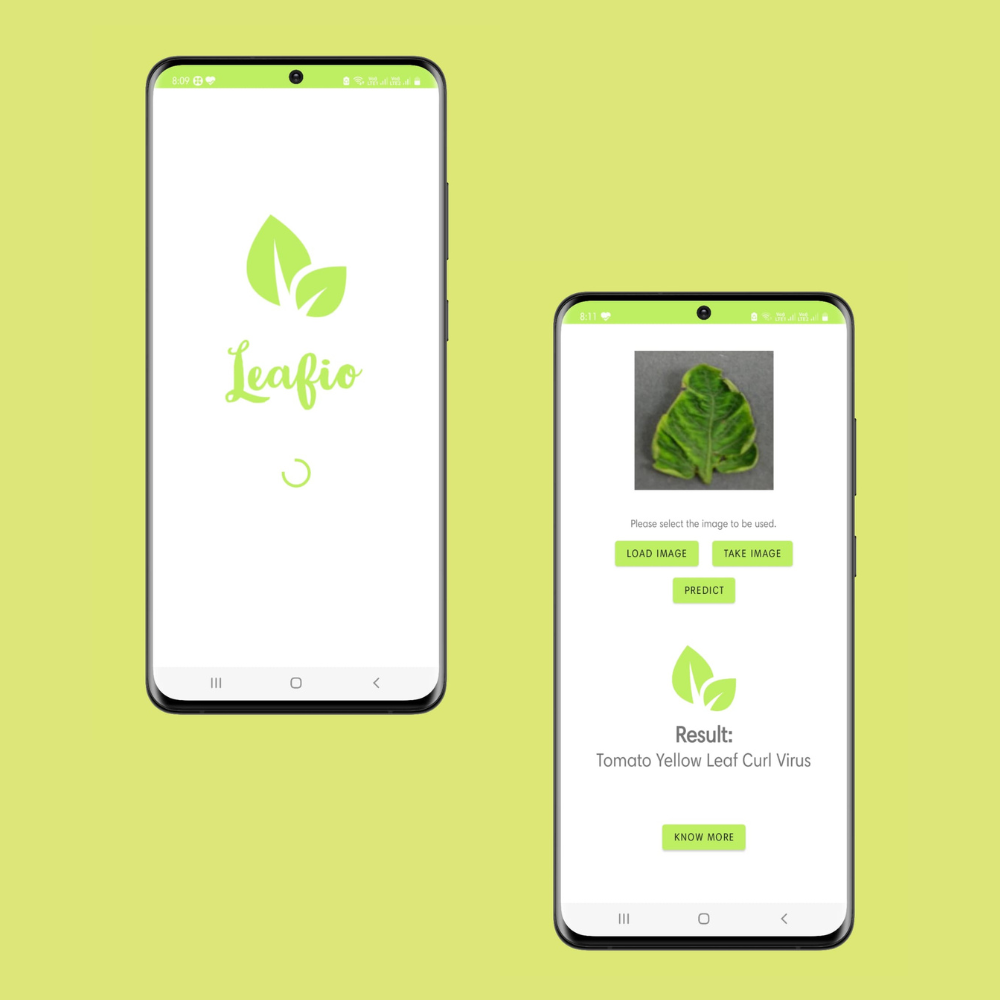 8:09
Leafio
8:11
Please select the image to be used.
LOAD IMAGE TAKE IMAGE
PREDICT
Result:
Tomato Yellow Leaf Curl Virus
KNOW MORE